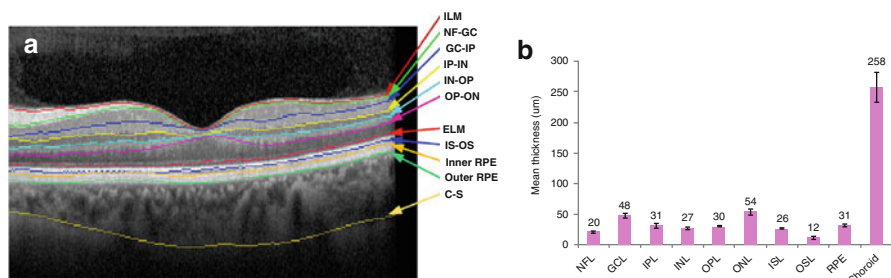 a
ILM
NF-GC
GC-IP
IP-IN
IN-OP
OP-ON
ELM
IS-OS
Inner RPE
Outer RPE
C-S
b
Mean thickness (um)
300
250
200
150
100
50
0
20
48
31
27
30
54
26
12
31
258
NFL
GCL
IPL
INL
OPL
ONL
ISL
OSL
RPE